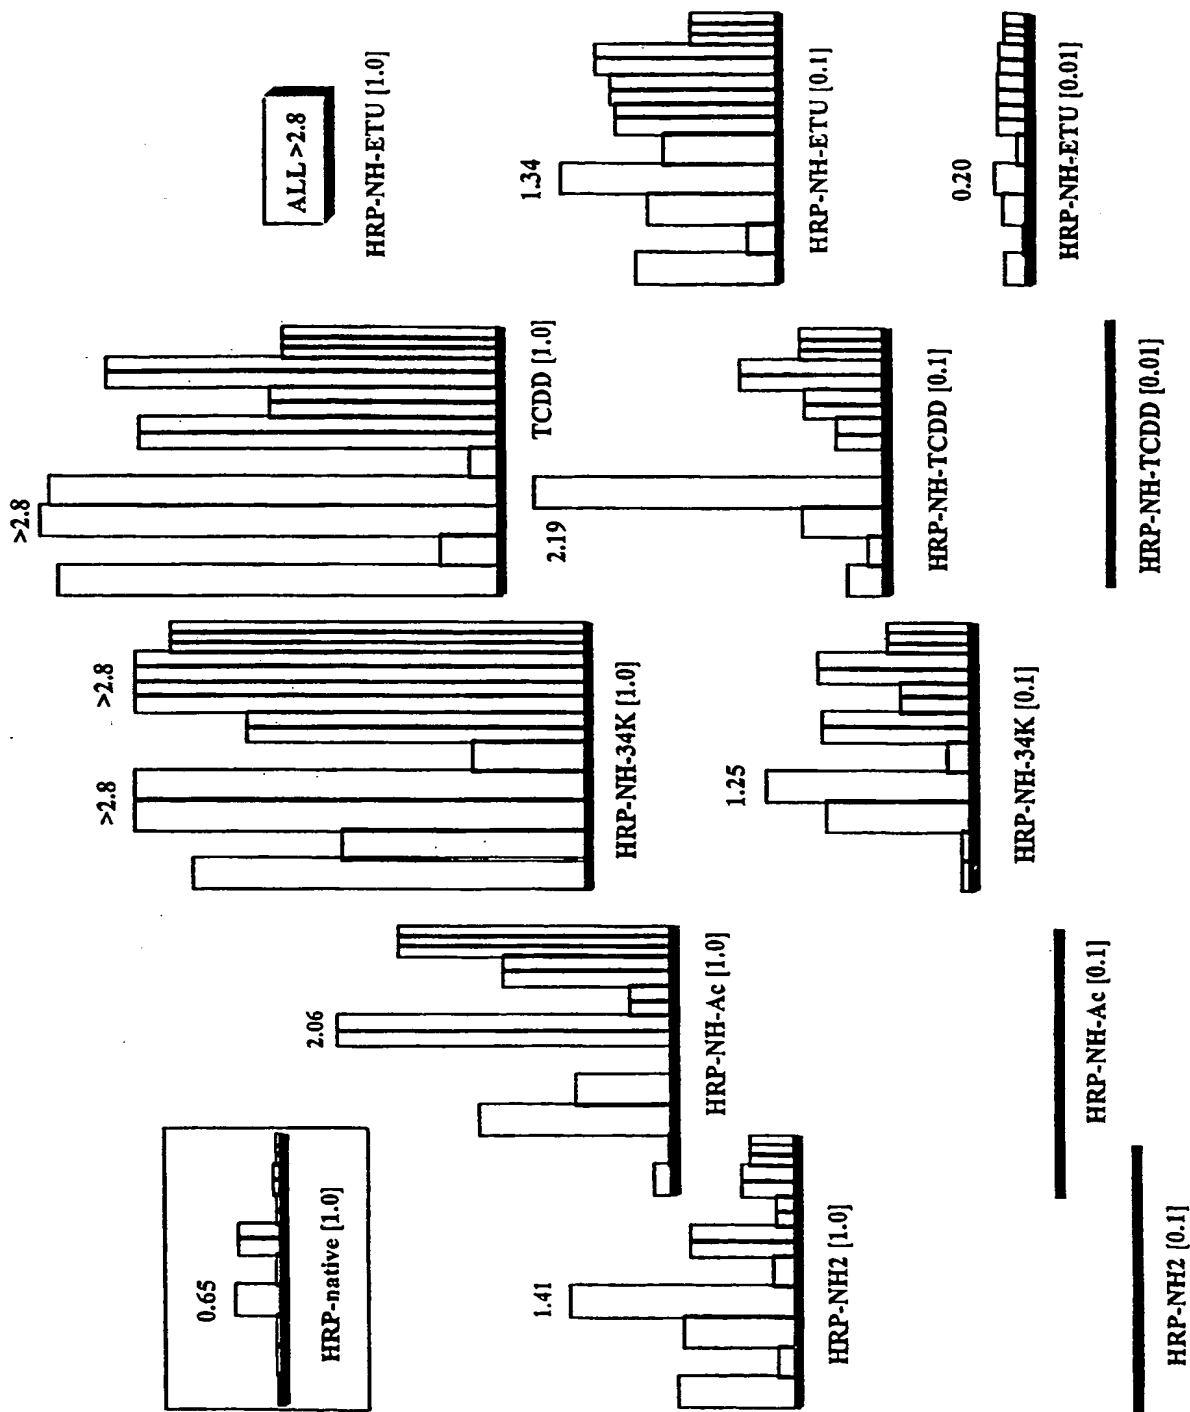 0.65
HRP-native [1.0]
1.41
HRP-NH2 [1.0]
HRP-NH2 [0.1]
2.06
HRP-NH-Ac [1.0]
HRP-NH-Ac [0.1]
>2.8
>2.8
HRP-NH-34K [1.0]
1.25
HRP-NH-34K [0.1]
>2.8
TCDD [1.0]
2.19
HRP-NH-TCDD [0.1]
HRP-NH-TCDD [0.01]
ALL >2.8
HRP-NH-ETU [1.0]
1.34
HRP-NH-ETU [0.1]
0.20
HRP-NH-ETU [0.01]